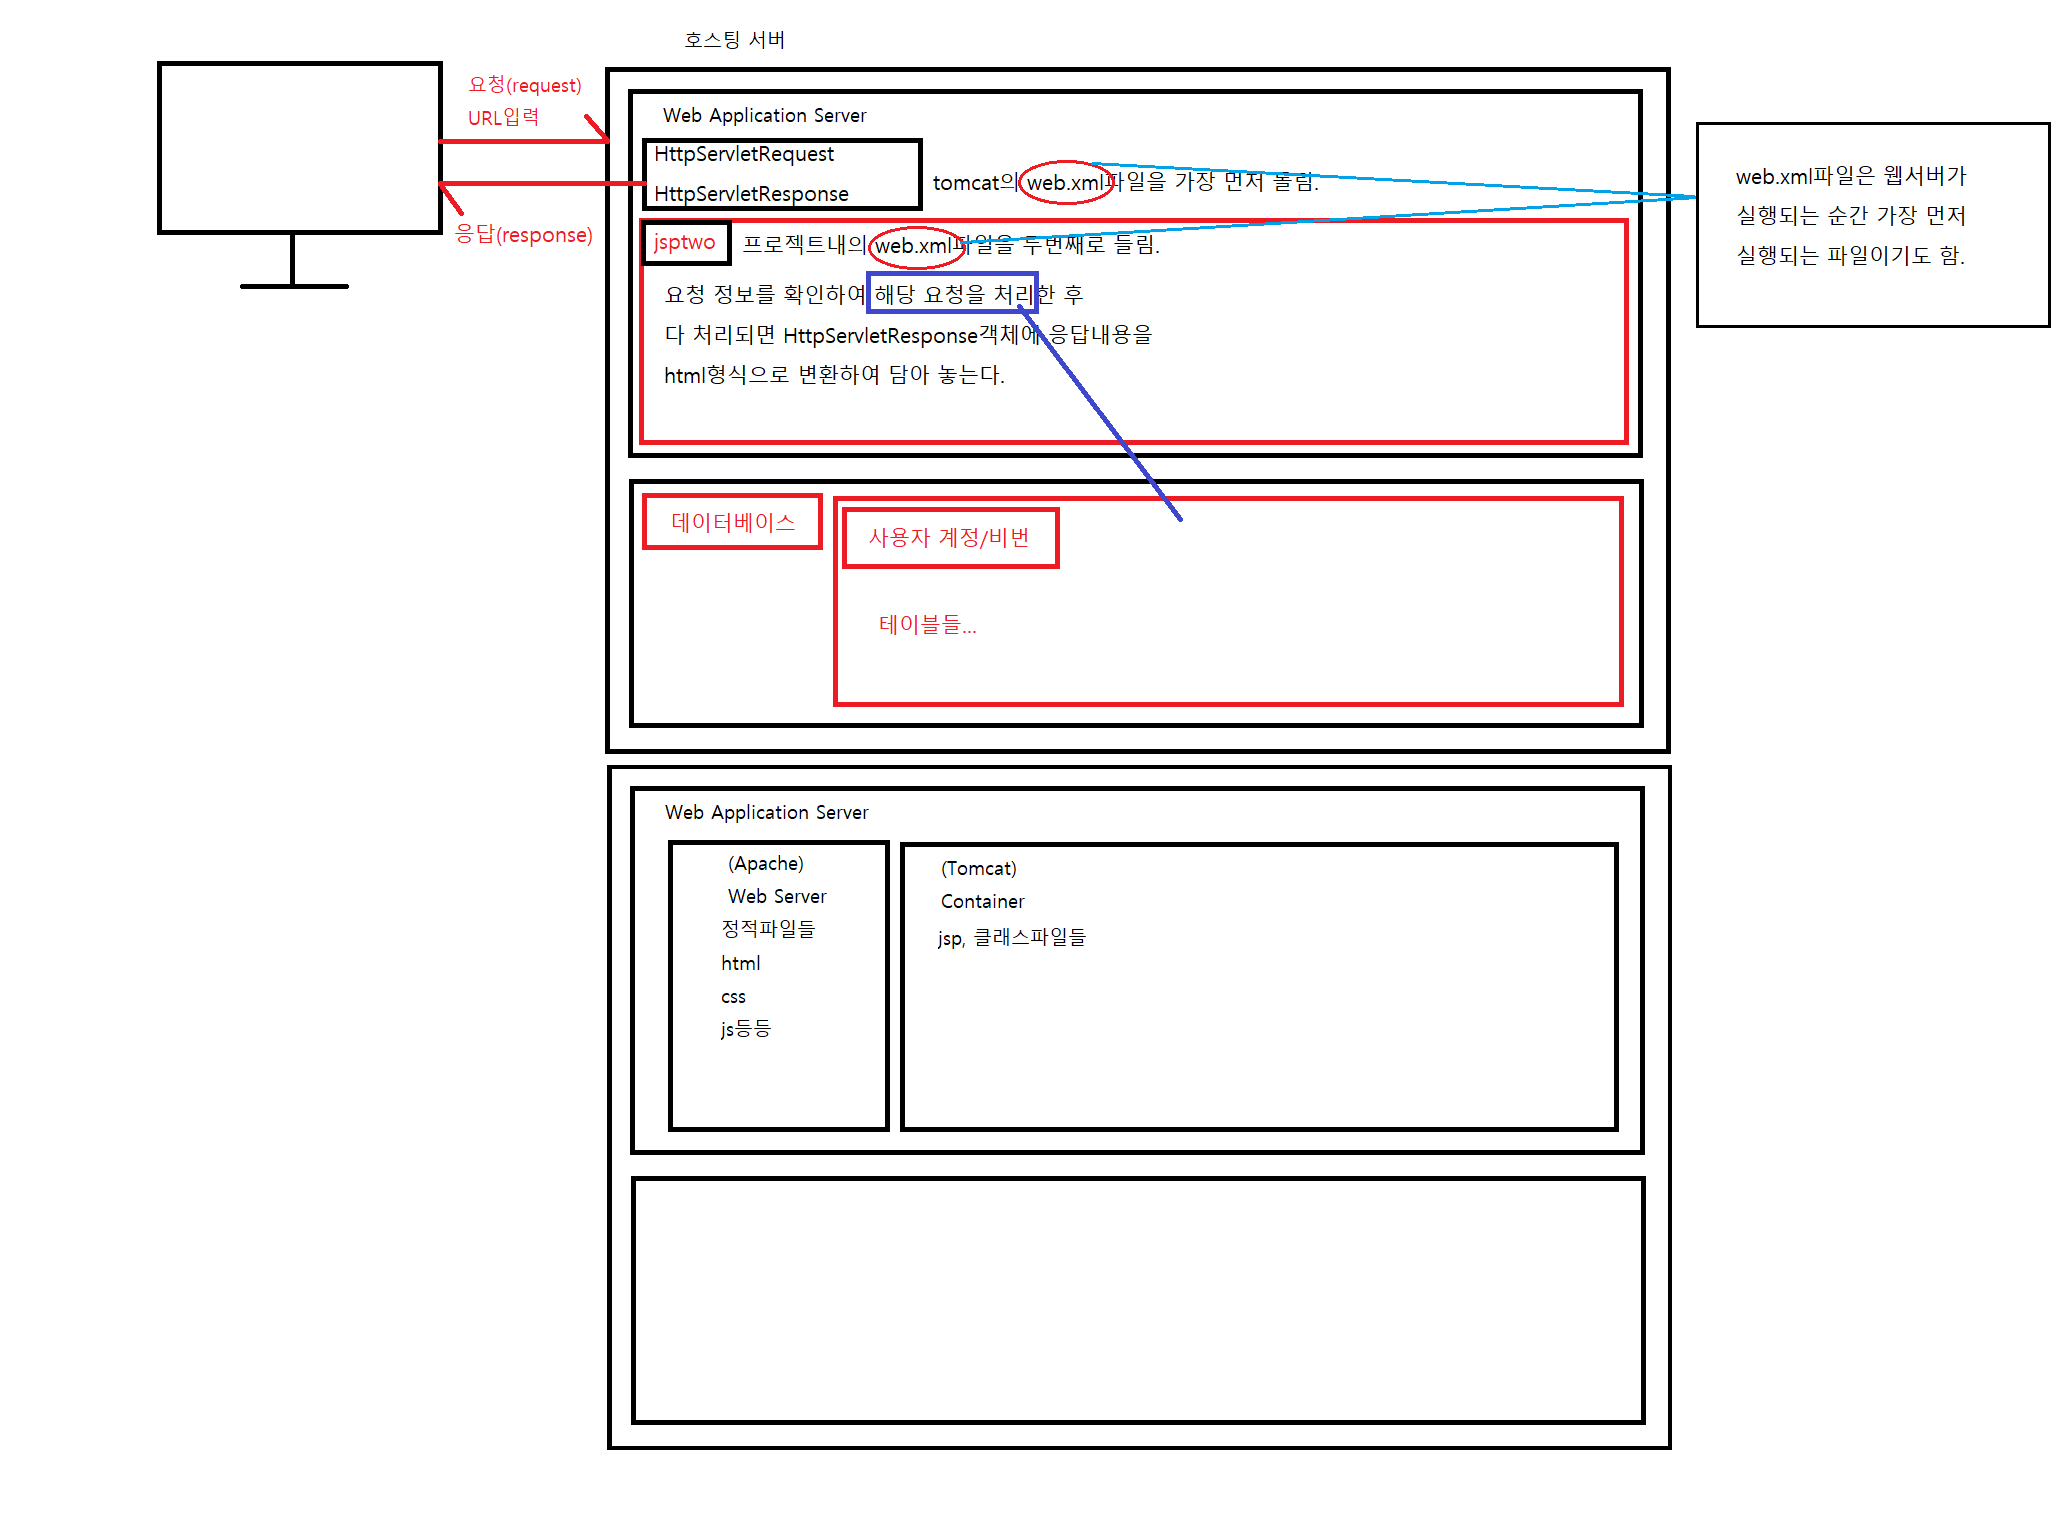 호스팅 서버
요청(request)
URL입력
응답(response)
Web Application Server
HttpServletRequest
HttpServletResponse
tomcat의 web.xml파일을 가장 먼저 들림.
jsptwo
프로젝트내의 web.xml파일을 두번째로 들림.
요청 정보를 확인하여 해당 요청을 처리한 후
다 처리되면 HttpServletResponse객체에 응답내용을
html형식으로 변환하여 담아 놓는다.
web.xml파일은 웹서버가
실행되는 순간 가장 먼저
실행되는 파일이기도 함.
데이터베이스
사용자 계정/비번
테이블들...
Web Application Server
(Apache)
Web Server
정적파일들
html
css
js등등
(Tomcat)
Container
jsp, 클래스파일들